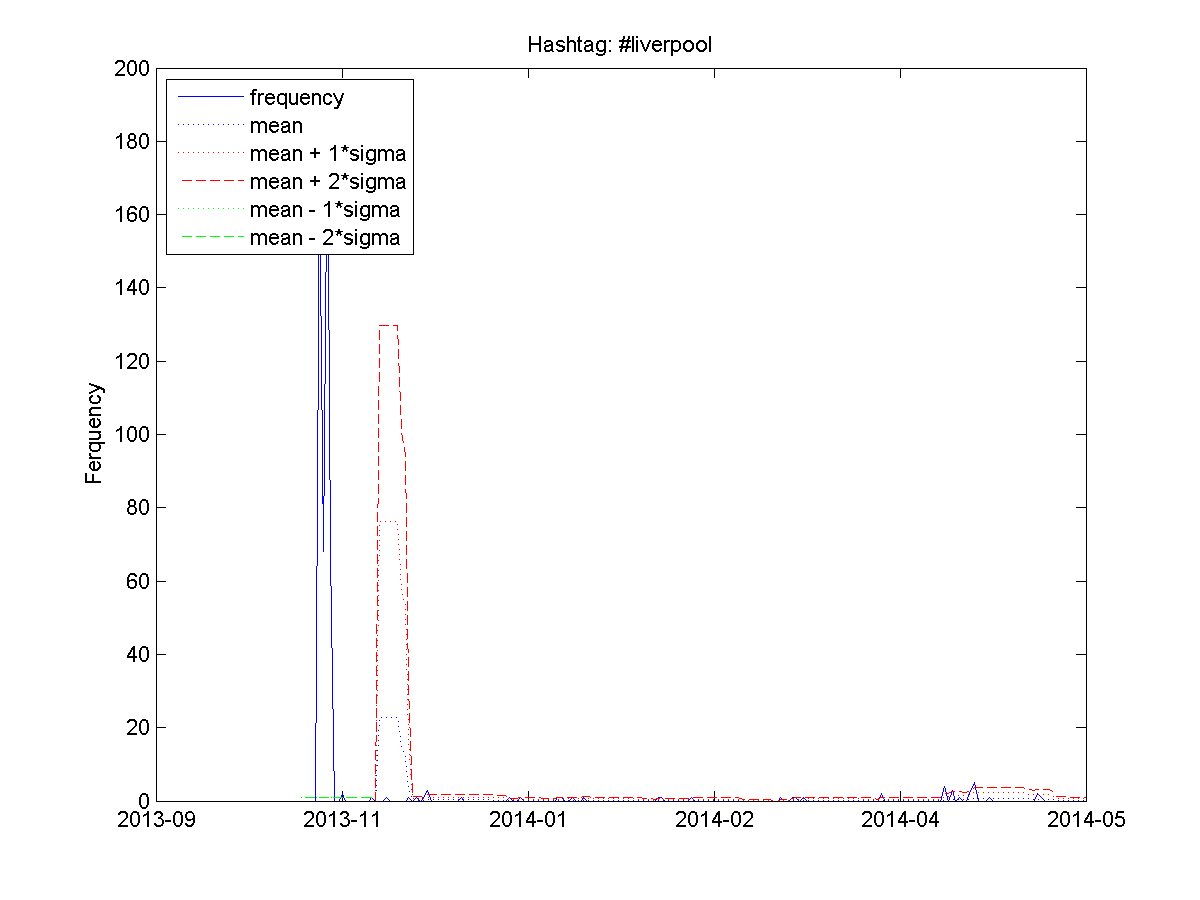 Hashtag: #liverpool
200
180
160
140
120
100
80
60
40
20
0
Ferquency
frequency
mean
mean + 1*sigma
mean + 2*sigma
mean - 1*sigma
mean - 2*sigma
2013-09
2013-11
2014-01
2014-02
2014-04
2014-05